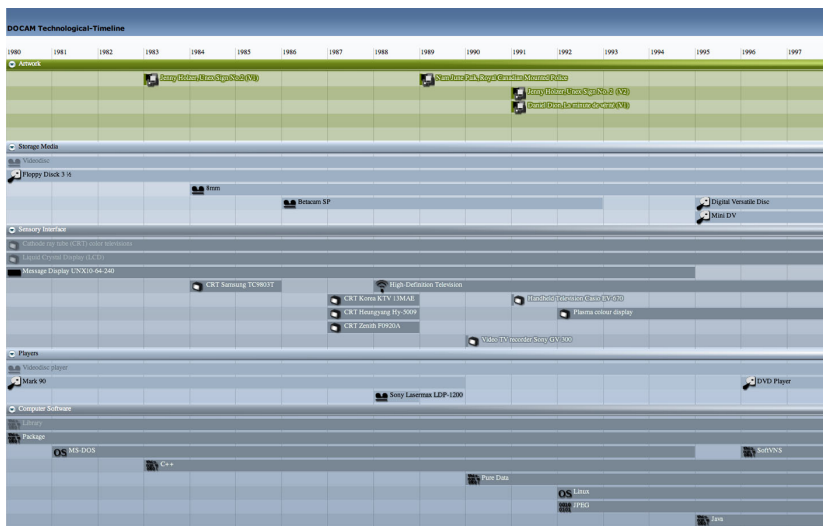 DOCAM Technological-Timeline
1980 1981 1982 1983 1984 1985 1986 1987 1988 1989 1990 1991 1992 1993 1994 1995 1996 1997
Artwork
Jenny Holzer, Unex Sign No.2 (V1) Nam June Paik, Royal Canadian Mounted Police
Jenny Holzer, Unex Sign No. 2 (V2)
Daniel Dion, La minute de vérité (V1)
Storage Media
Videodisc
Floppy Disck 3 ½
8mm
Betacam SP Digital Versatile Disc
Mini DV
Sensory Interface
Cathode ray tube (CRT) color televisions
Liquid Crystal Display (LCD)
Message Display UNX10-64-240
CRT Samsung TC9803T High-Definition Television
CRT Korea KTV 13MAE Handheld Television Casio EV-670
CRT Heungyang Hy-5009 Plasma colour display
CRT Zenith F0920A
Video TV recorder Sony GV-300
Players
Videodisc player
Mark 90 DVD Player
Sony Lasermax LDP-1200
Computer Software
Library
Package
OS MS-DOS SoftVNS
C++
Pure Data
OS Linux
JPEG
Java